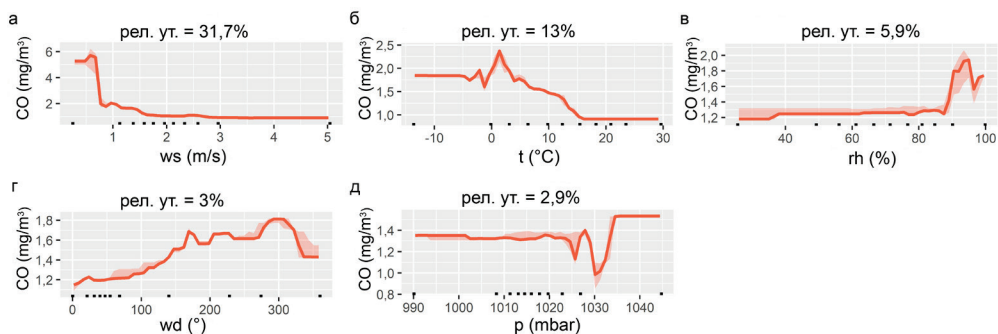 а
рел. ут. = 31,7%
CO (mg/m³)
6
4
2
1
2
3
4
5
ws (m/s)
б
рел. ут. = 13%
CO (mg/m³)
2,5
2,0
1,5
1,0
-10
0
10
20
30
t (°C)
в
рел. ут. = 5,9%
CO (mg/m³)
2,0
1,8
1,6
1.4
1.2
40
60
80
100
rh (%)
г
рел. ут. = 3%
CO (mg/m³)
1,8
1,6
1,4
1,2
0
100
200
300
wd (°)
д
рел. ут. = 2,9%
CO (mg/m³)
1,4
1,2
1,0
0,8
990
1000
1010
1020
1030
1040
p (mbar)